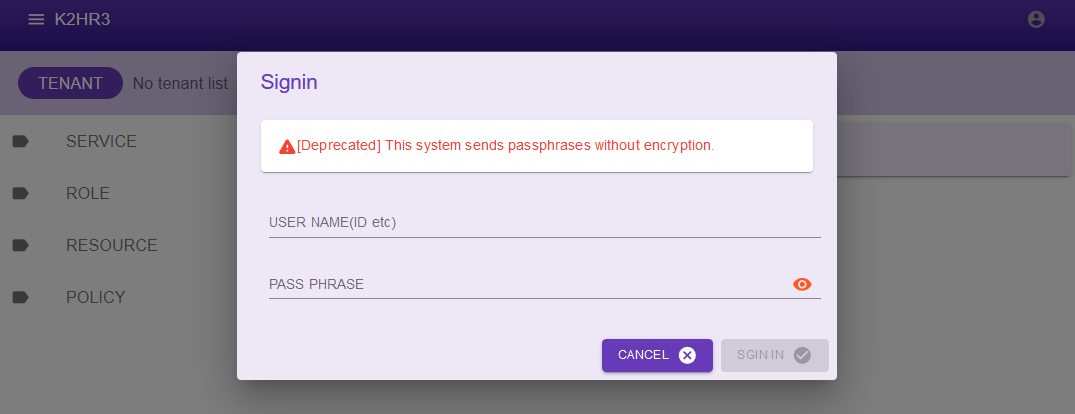 K2HR3
TENANT No tenant list
Signin
[Deprecated] This system sends passphrases without encryption.
SERVICE
ROLE
USER NAME(ID etc)
RESOURCE
PASS PHRASE
POLICY
CANCEL
SGIN IN